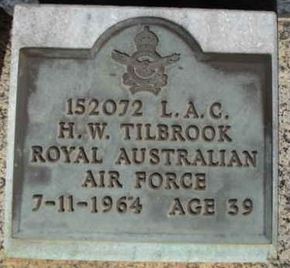 152072 L.A.C.
H.W. TILBROOK
ROYAL AUSTRALIAN
AIR FORCE
7-11-1964 AGE 39